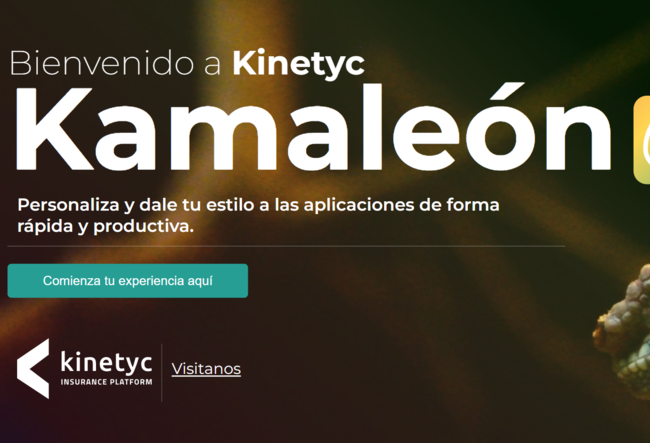 Bienvenido a Kinetyc
Kamaleón
Personaliza y dale tu estilo a las aplicaciones de forma
rápida y productiva.
Comienza tu experiencia aquí
kinetyc
INSURANCE PLATFORM
Visitanos